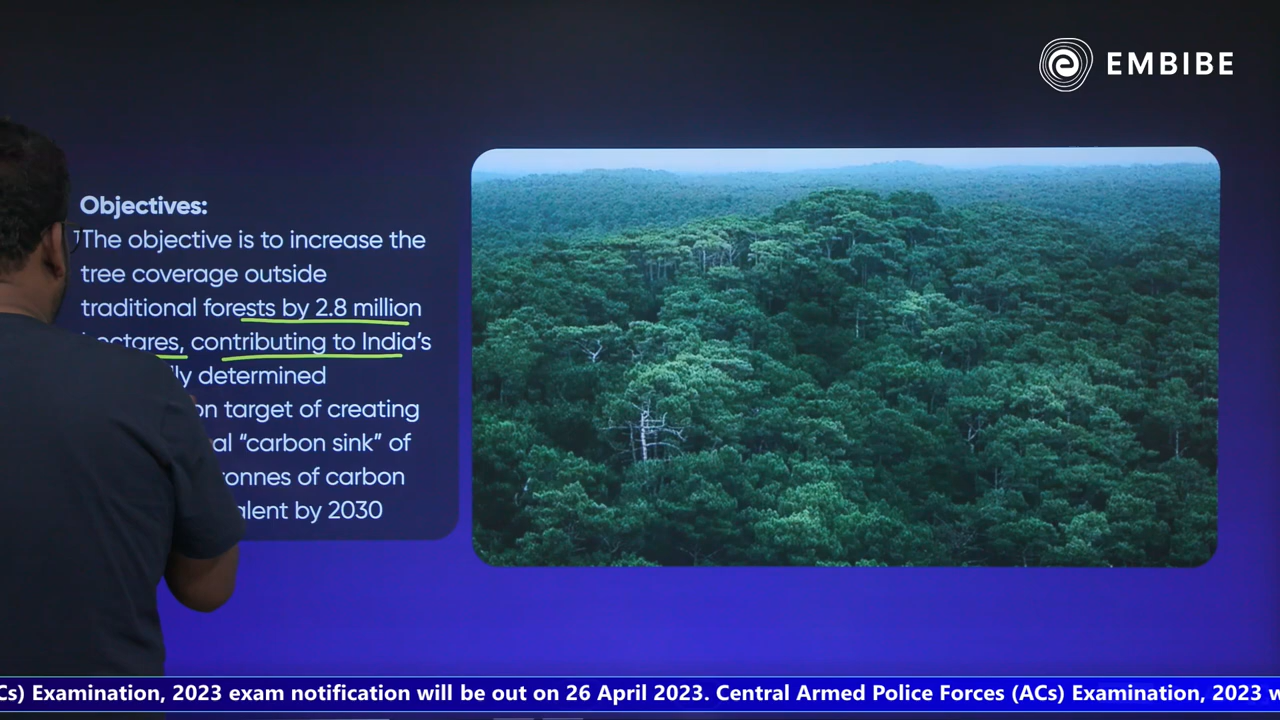 EMBIBE
Objectives:
The objective is to increase the
tree coverage outside
traditional forests by 2.8 million
contributing to India's
determined
target of creating
"carbon sink" of
of carbon
by 2030
Cs) Examination, 2023 exam notification will be out on 26 April 2023. Central Armed Police Forces (ACs) Examination, 2023 w